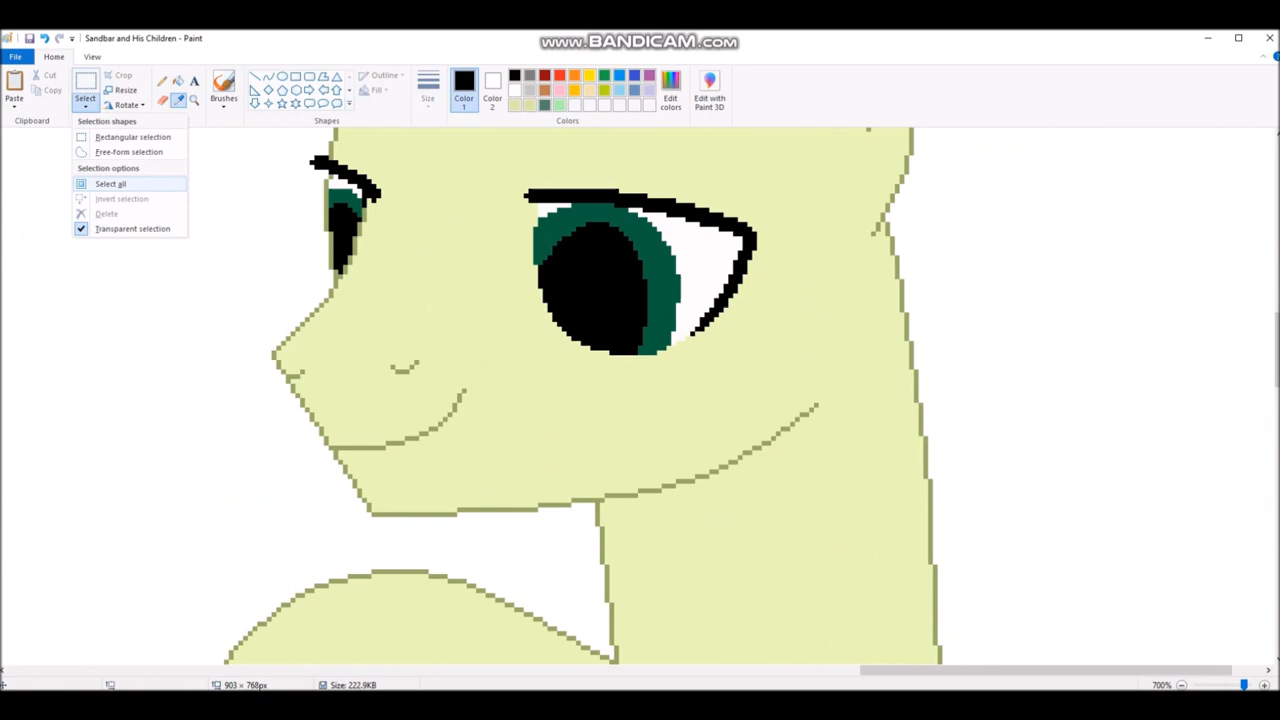 Sandbar and His Children - Paint
www.BANDICAM.com
File
Home
View
Paste
Cut
Copy
Clipboard
Select
Crop
Resize
Rotate
Brushes
Shapes
Outline
Fill
Size
Color 1
Color 2
Edit colors
Edit with Paint 3D
Colors
Selection shapes
Rectangular selection
Free-form selection
Selection options
Select all
Invert selection
Delete
Transparent selection
903 × 768px
Size: 222.9KB
700%